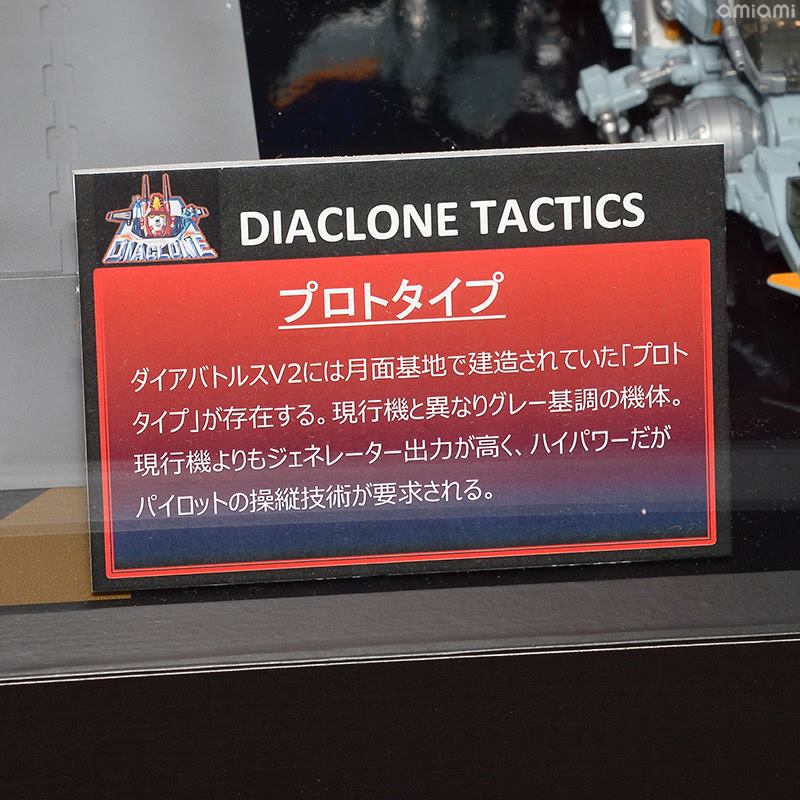 amiami
DIACLONE
DIACLONE TACTICS
プロトタイプ
ダイアバトルスV2には月面基地で建造されていた「プロト
タイプ」が存在する。現行機と異なりグレー基調の機体。
現行機よりもジェネレーター出力が高く、ハイパワーだが
パイロットの操縦技術が要求される。